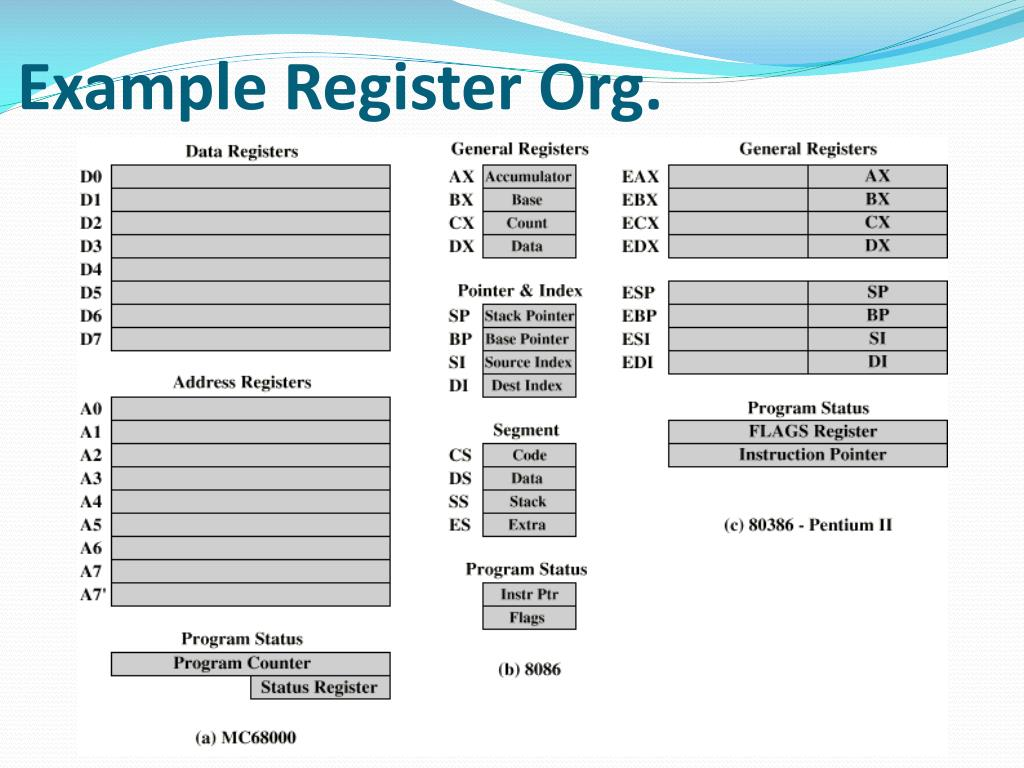 Example Register Org.
Data Registers
D0
D1
D2
D3
D4
D5
D6
D7
Address Registers
A0
A1
A2
A3
A4
A5
A6
A7
A7'
Program Status
Program Counter
Status Register
(a) MC68000
General Registers
AX Accumulator
BX Base
CX Count
DX Data
Pointer & Index
SP Stack Pointer
BP Base Pointer
SI Source Index
DI Dest Index
Segment
CS Code
DS Data
SS Stack
ES Extra
Program Status
Instr Ptr
Flags
(b) 8086
General Registers
EAX AX
EBX BX
ECX CX
EDX DX
ESP SP
EBP BP
ESI SI
EDI DI
Program Status
FLAGS Register
Instruction Pointer
(c) 80386 - Pentium II